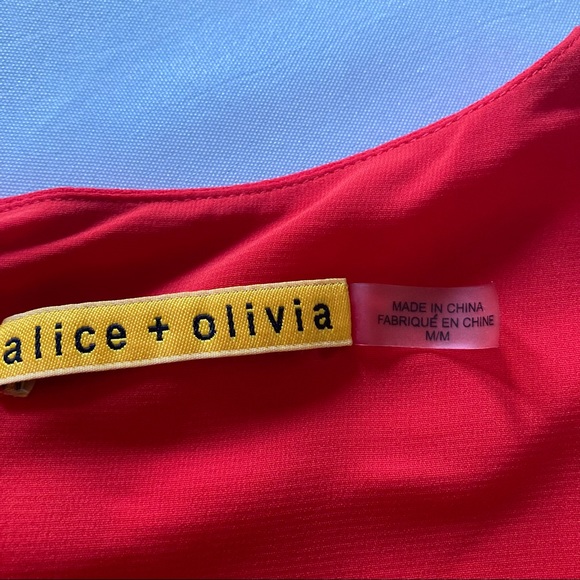 alice + olivia
MADE IN CHINA
FABRIQUÉ EN CHINE
M/M